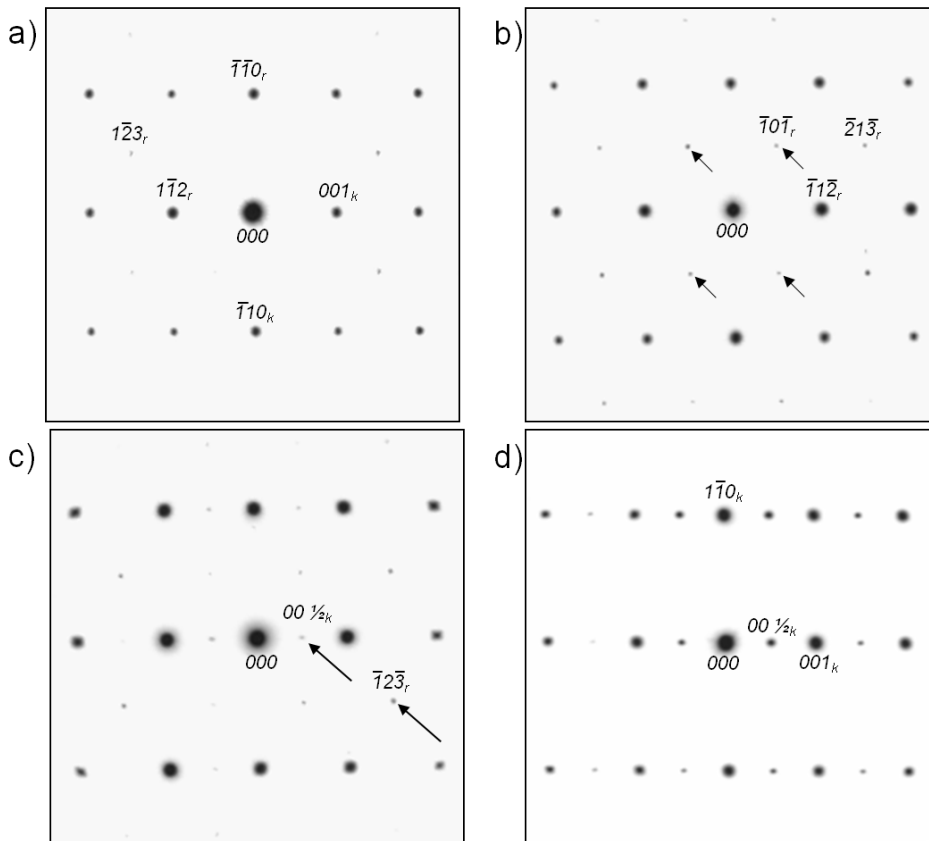 a)
1̅1̅0ᵣ
12̅3ᵣ
11̅2ᵣ
001ₖ
000
1̅10ₖ
b)
1̅01̅ᵣ
2̅13̅ᵣ
1̅12̅ᵣ
000
c)
00 ½ₖ
000
1̅23̅ᵣ
d)
11̅0ₖ
00 ½ₖ
000
001ₖ